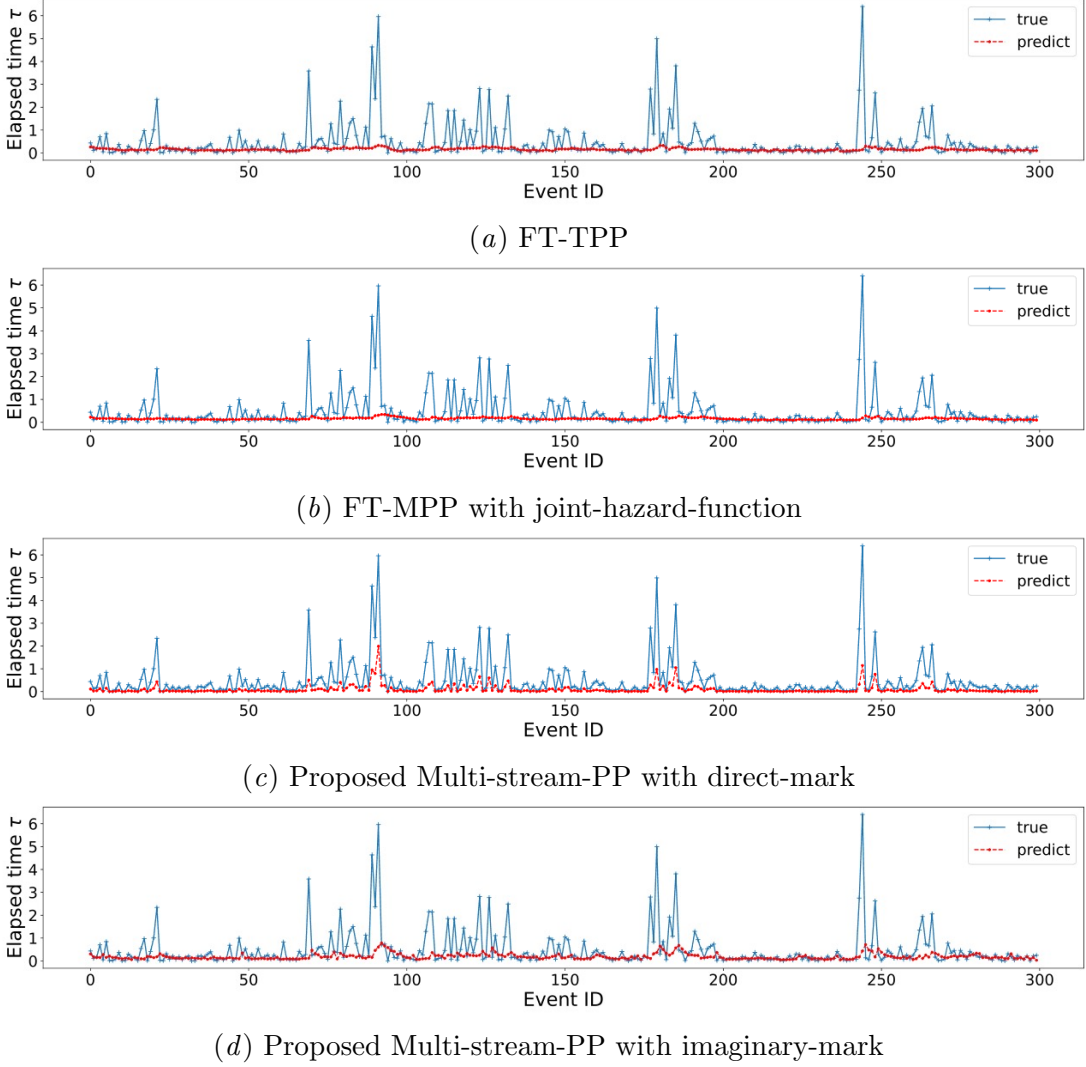 6
5
4
3
2
1
0
Elapsed time τ
true
predict
0 50 100 150 200 250 300
Event ID
(a) FT-TPP
6
5
4
3
2
1
0
Elapsed time τ
true
predict
0 50 100 150 200 250 300
Event ID
(b) FT-MPP with joint-hazard-function
6
5
4
3
2
1
0
Elapsed time τ
true
predict
0 50 100 150 200 250 300
Event ID
(c) Proposed Multi-stream-PP with direct-mark
6
5
4
3
2
1
0
Elapsed time τ
true
predict
0 50 100 150 200 250 300
Event ID
(d) Proposed Multi-stream-PP with imaginary-mark